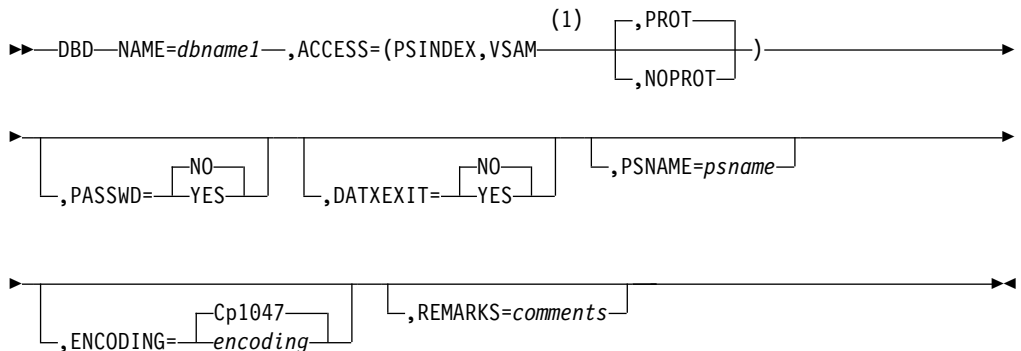 (1)
,PROT
DBD NAME=dbname1 ,ACCESS=(PSINDEX,VSAM )
,NOPROT
NO NO
,PASSWD= YES ,DATXEXIT= YES ,PSNAME=psname
Cp1047
,ENCODING= encoding ,REMARKS=comments